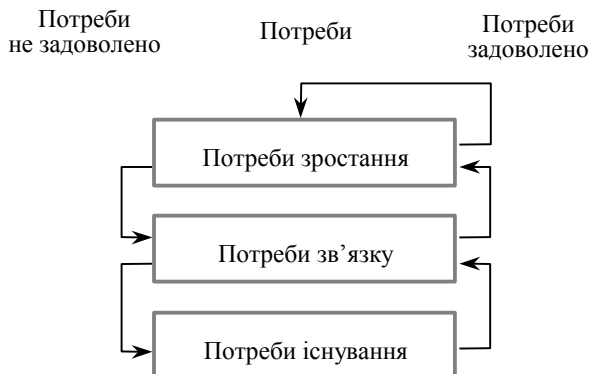 Потреби
не задоволено
Потреби
Потреби
задоволено
Потреби зростання
Потреби зв’язку
Потреби існування